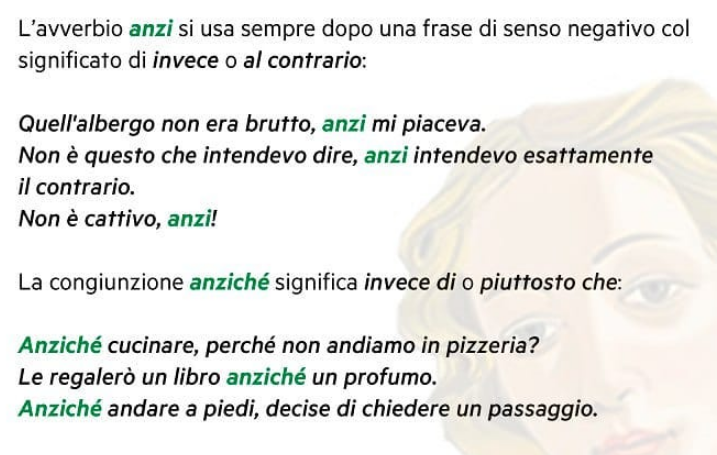 L'avverbio anzi si usa sempre dopo una frase di senso negativo col
significato di invece o al contrario:
Quell'albergo non era brutto, anzi mi piaceva.
Non è questo che intendevo dire, anzi intendevo esattamente
il contrario.
Non è cattivo, anzi!
La congiunzione anziché significa invece di o piuttosto che:
Anziché cucinare, perché non andiamo in pizzeria?
Le regalerò un libro anziché un profumo.
Anziché andare a piedi, decise di chiedere un passaggio.